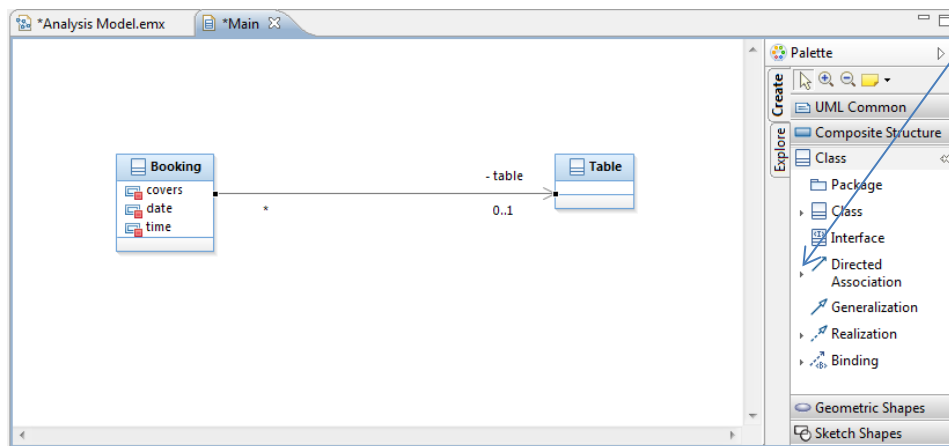 *Analysis Model.emx
*Main
Palette
Create
Explore
UML Common
Composite Structure
Class
Package
Class
Interface
Directed
Association
Generalization
Realization
Binding
Geometric Shapes
Sketch Shapes
Booking
covers
date
time
*
- table
0..1
Table